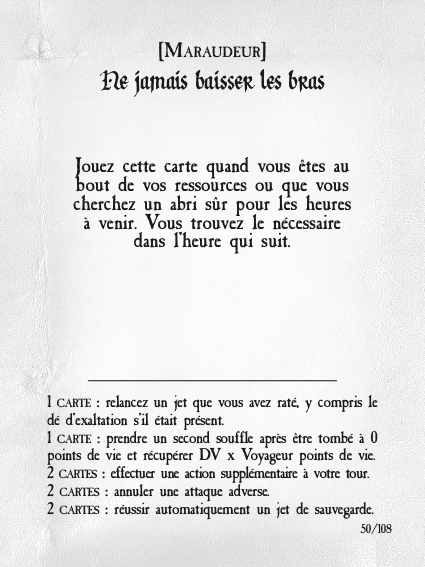 [Maraudeur]
Ne jamais baisser les bras
Jouez cette carte quand vous êtes au
bout de vos ressources ou que vous
cherchez un abri sûr pour les heures
à venir. Vous trouvez le nécessaire
dans l'heure qui suit.
1 carte : relancez un jet que vous avez raté, y compris le
dé d'exaltation s'il était présent.
1 carte : prendre un second souffle après être tombé à 0
points de vie et récupérer DV x Voyageur points de vie.
2 cartes : effectuer une action supplémentaire à votre tour.
2 cartes : annuler une attaque adverse.
2 cartes : réussir automatiquement un jet de sauvegarde.
50/108